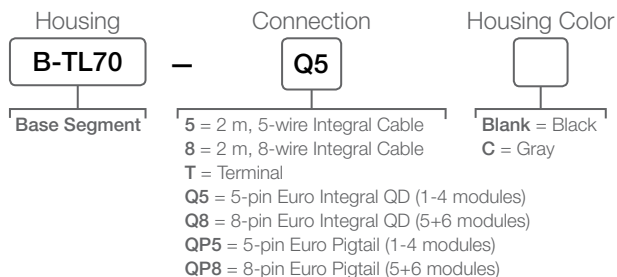 Housing Connection Housing Color
B-TL70 – Q5
Base Segment
5 = 2 m, 5-wire Integral Cable
8 = 2 m, 8-wire Integral Cable
T = Terminal
Q5 = 5-pin Euro Integral QD (1-4 modules)
Q8 = 8-pin Euro Integral QD (5+6 modules)
QP5 = 5-pin Euro Pigtail (1-4 modules)
QP8 = 8-pin Euro Pigtail (5+6 modules)
Blank = Black
C = Gray